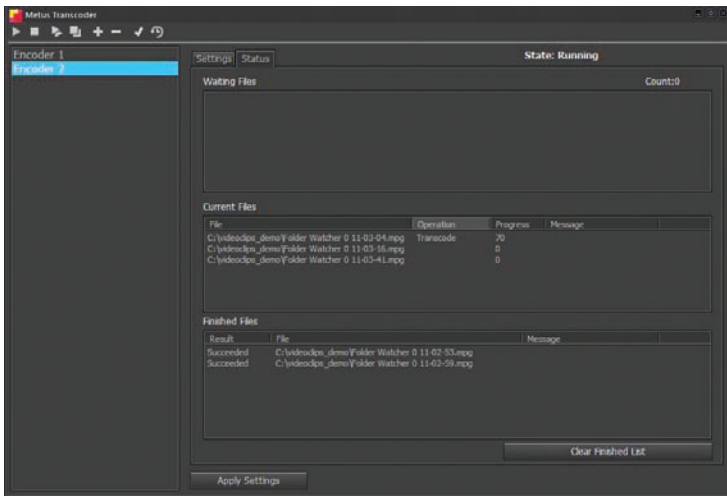 Metus Transcoder
Encoder 1
Encoder 2
Settings Status State: Running
Waiting Files Count:0
Current Files
File Operation Progress Message
C:\videoclips_demo\Folder Watcher 0 11-03-04.mpg Transcode 70
C:\videoclips_demo\Folder Watcher 0 11-03-16.mpg 0
C:\videoclips_demo\Folder Watcher 0 11-03-41.mpg 0
Finished Files
Result File Message
Succeeded C:\videoclips_demo\Folder Watcher 0 11-02-53.mpg
Succeeded C:\videoclips_demo\Folder Watcher 0 11-02-59.mpg
Clear Finished List
Apply Settings